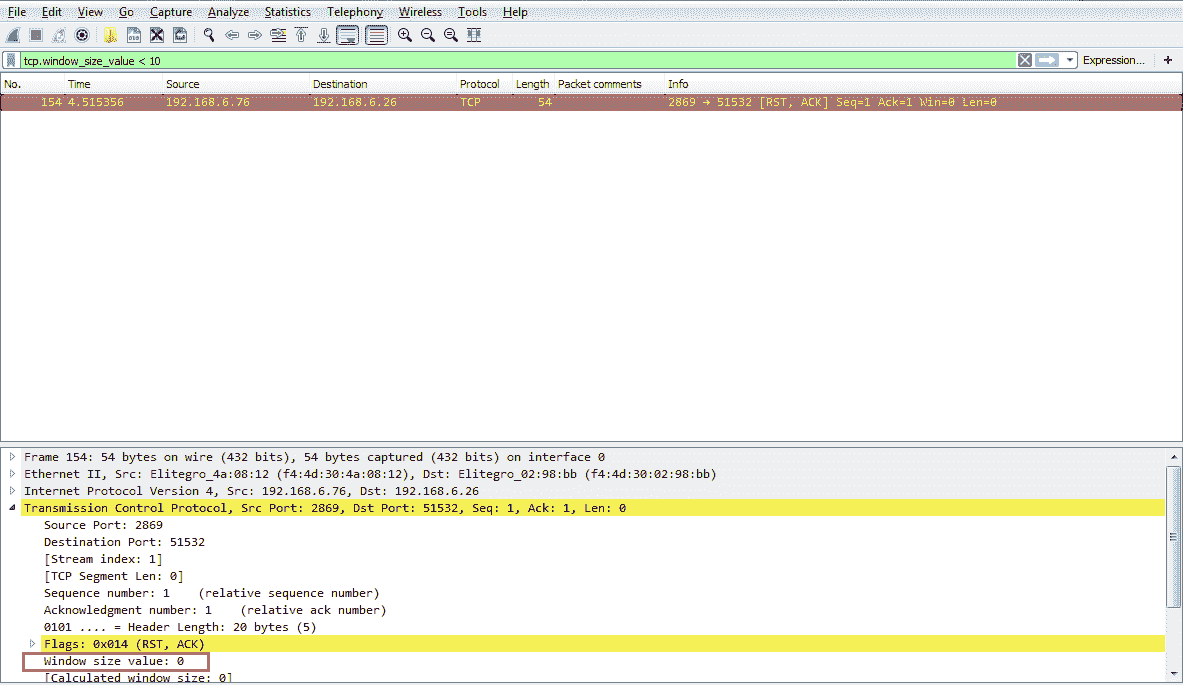 File Edit View Go Capture Analyze Statistics Telephony Wireless Tools Help
tcp.window_size_value < 10 Expression... +
No. Time Source Destination Protocol Length Packet comments Info
154 4.515356 192.168.6.76 192.168.6.26 TCP 54 2869 → 51532 [RST, ACK] Seq=1 Ack=1 Win=0 Len=0
Frame 154: 54 bytes on wire (432 bits), 54 bytes captured (432 bits) on interface 0
Ethernet II, Src: Elitegro_4a:08:12 (f4:4d:30:4a:08:12), Dst: Elitegro_02:98:bb (f4:4d:30:02:98:bb)
Internet Protocol Version 4, Src: 192.168.6.76, Dst: 192.168.6.26
Transmission Control Protocol, Src Port: 2869, Dst Port: 51532, Seq: 1, Ack: 1, Len: 0
Source Port: 2869
Destination Port: 51532
[Stream index: 1]
[TCP Segment Len: 0]
Sequence number: 1 (relative sequence number)
Acknowledgment number: 1 (relative ack number)
0101 .... = Header Length: 20 bytes (5)
Flags: 0x014 (RST, ACK)
Window size value: 0
[Calculated window size: 0]